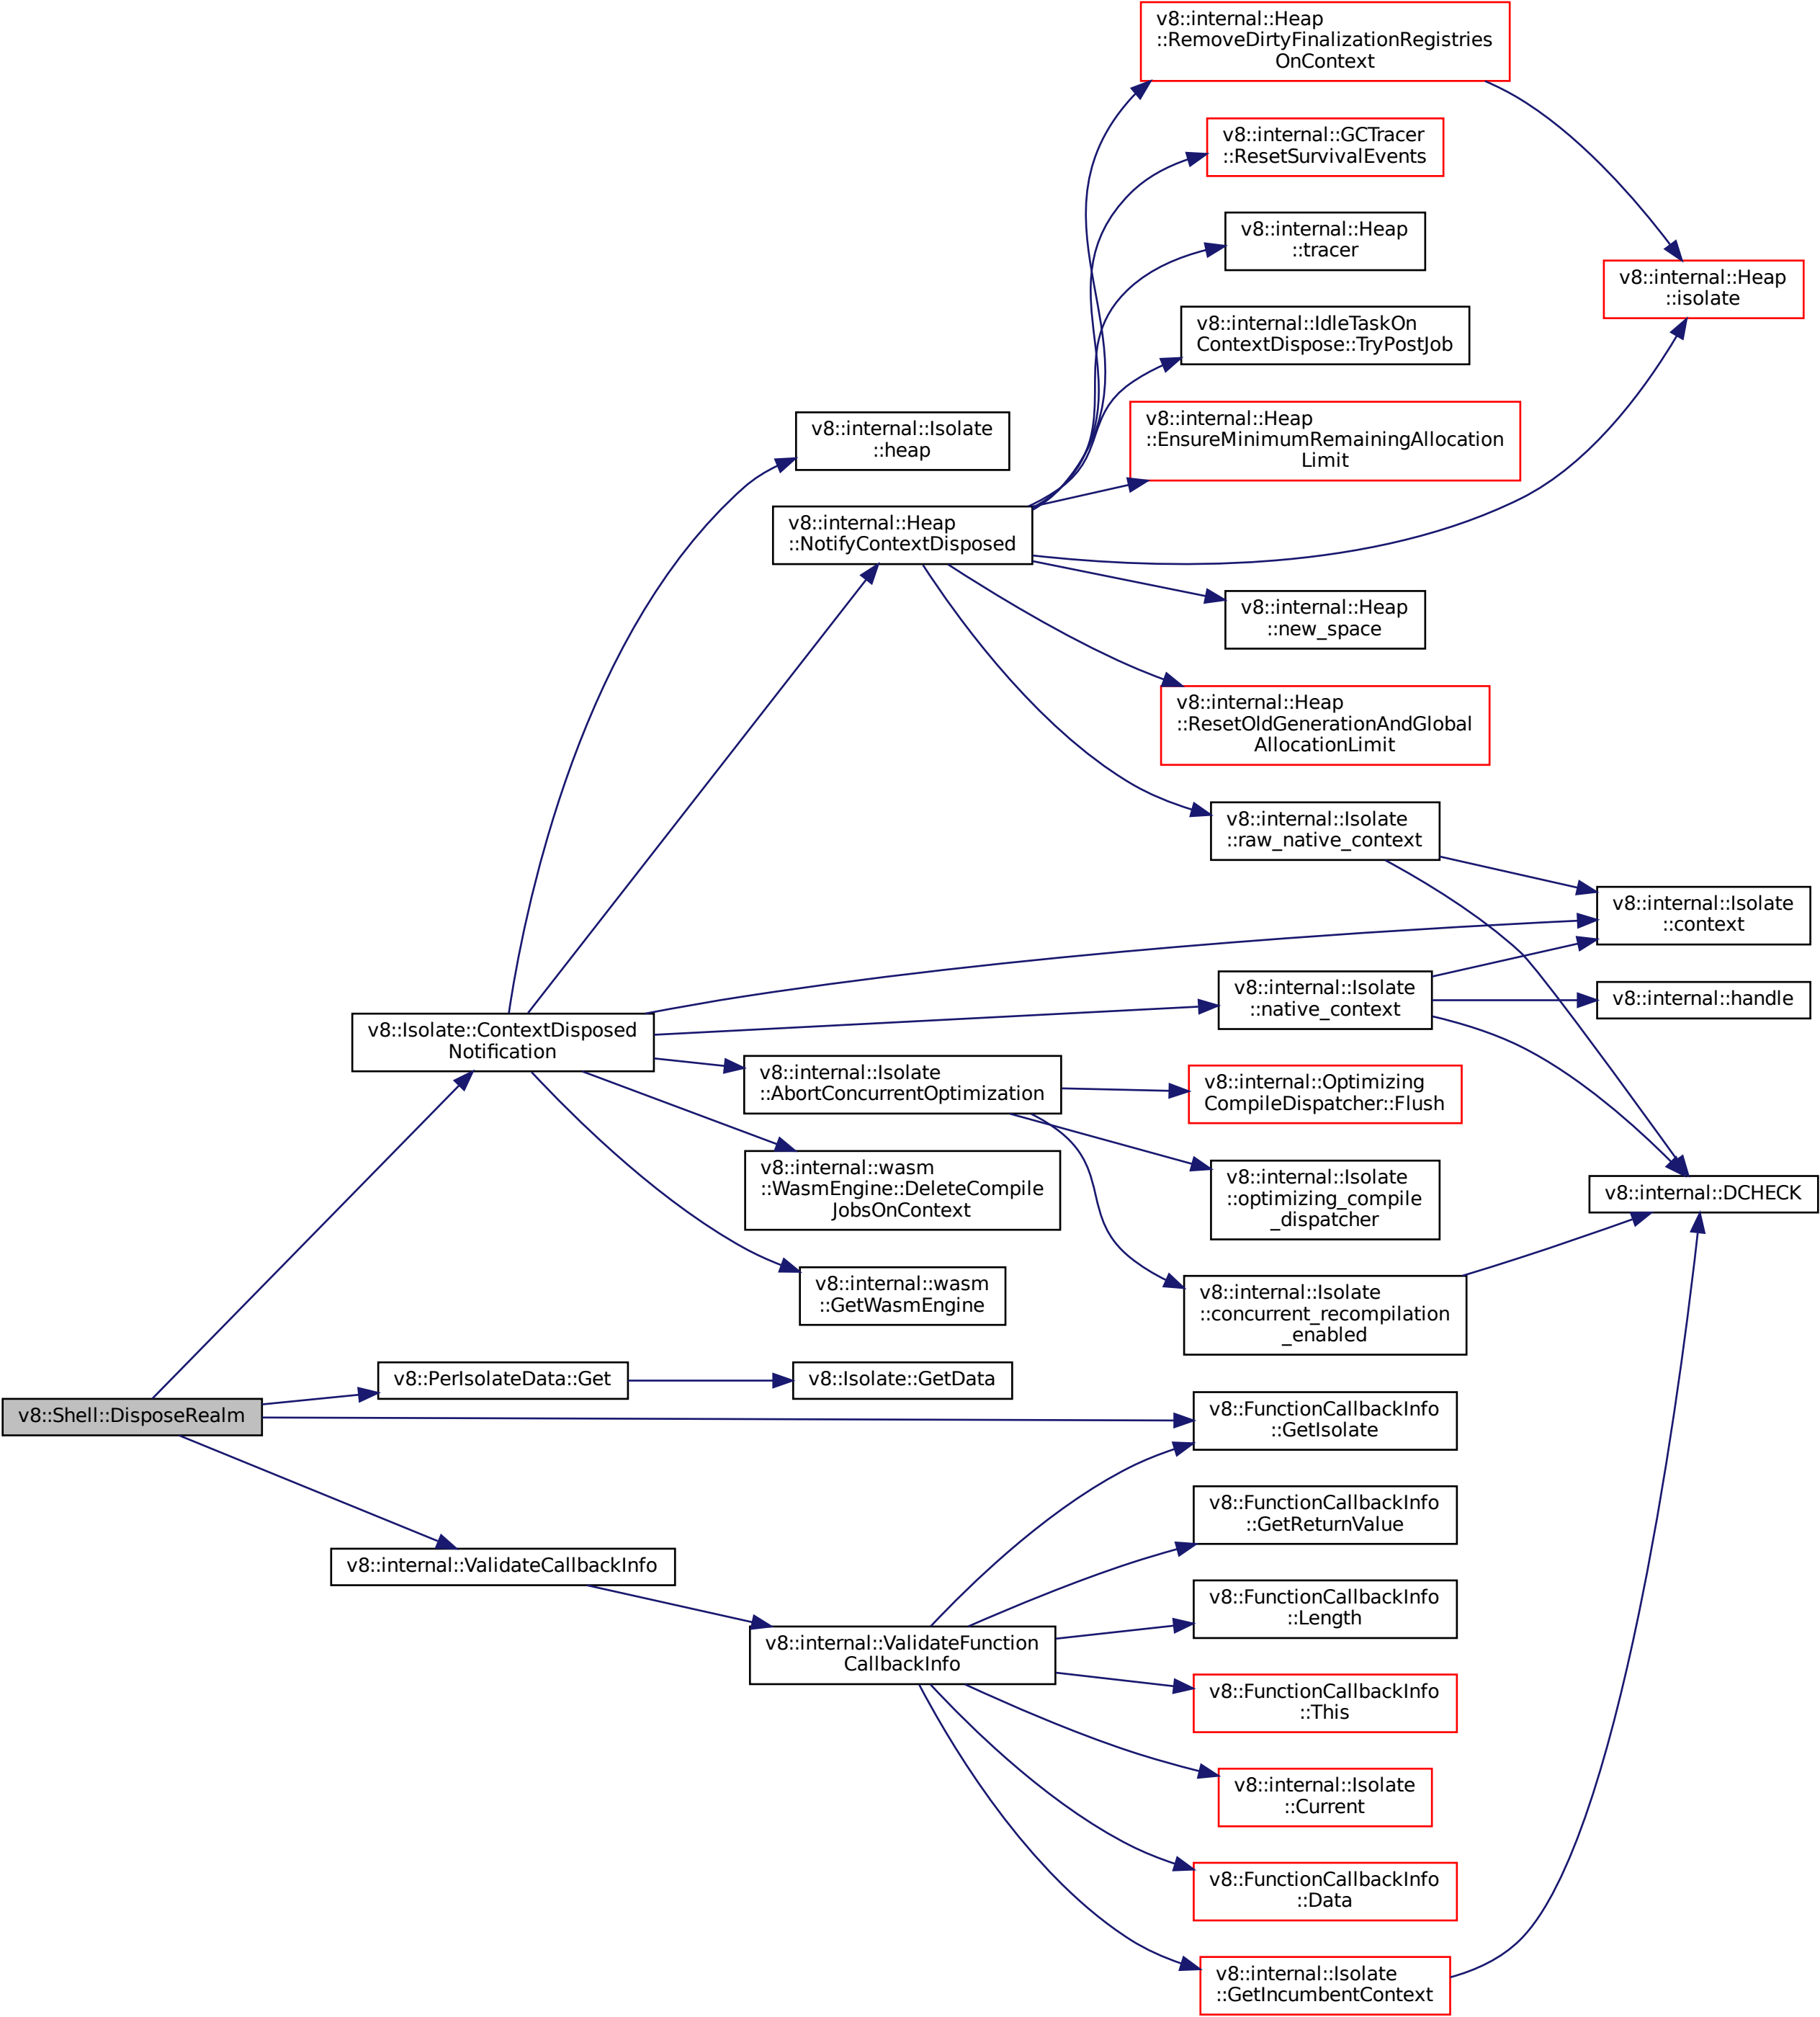 v8::internal::Heap
::RemoveDirtyFinalizationRegistries
OnContext
v8::internal::GCTracer
::ResetSurvivalEvents
v8::internal::Heap
::tracer
v8::internal::Heap
::isolate
v8::internal::IdleTaskOn
ContextDispose::TryPostJob
v8::internal::Heap
::EnsureMinimumRemainingAllocation
Limit
v8::internal::Isolate
::heap
v8::internal::Heap
::NotifyContextDisposed
v8::internal::Heap
::new_space
v8::internal::Heap
::ResetOldGenerationAndGlobal
AllocationLimit
v8::internal::Isolate
::raw_native_context
v8::internal::Isolate
::context
v8::internal::Isolate
::native_context
v8::internal::handle
v8::Isolate::ContextDisposed
Notification
v8::internal::Isolate
::AbortConcurrentOptimization
v8::internal::Optimizing
CompileDispatcher::Flush
v8::internal::wasm
::WasmEngine::DeleteCompile
JobsOnContext
v8::internal::Isolate
::optimizing_compile
_dispatcher
v8::internal::DCHECK
v8::internal::wasm
::GetWasmEngine
v8::internal::Isolate
::concurrent_recompilation
_enabled
v8::PerIsolateData::Get
v8::Isolate::GetData
v8::Shell::DisposeRealm
v8::FunctionCallbackInfo
::GetIsolate
v8::FunctionCallbackInfo
::GetReturnValue
v8::internal::ValidateCallbackInfo
v8::FunctionCallbackInfo
::Length
v8::internal::ValidateFunction
CallbackInfo
v8::FunctionCallbackInfo
::This
v8::internal::Isolate
::Current
v8::FunctionCallbackInfo
::Data
v8::internal::Isolate
::GetIncumbentContext